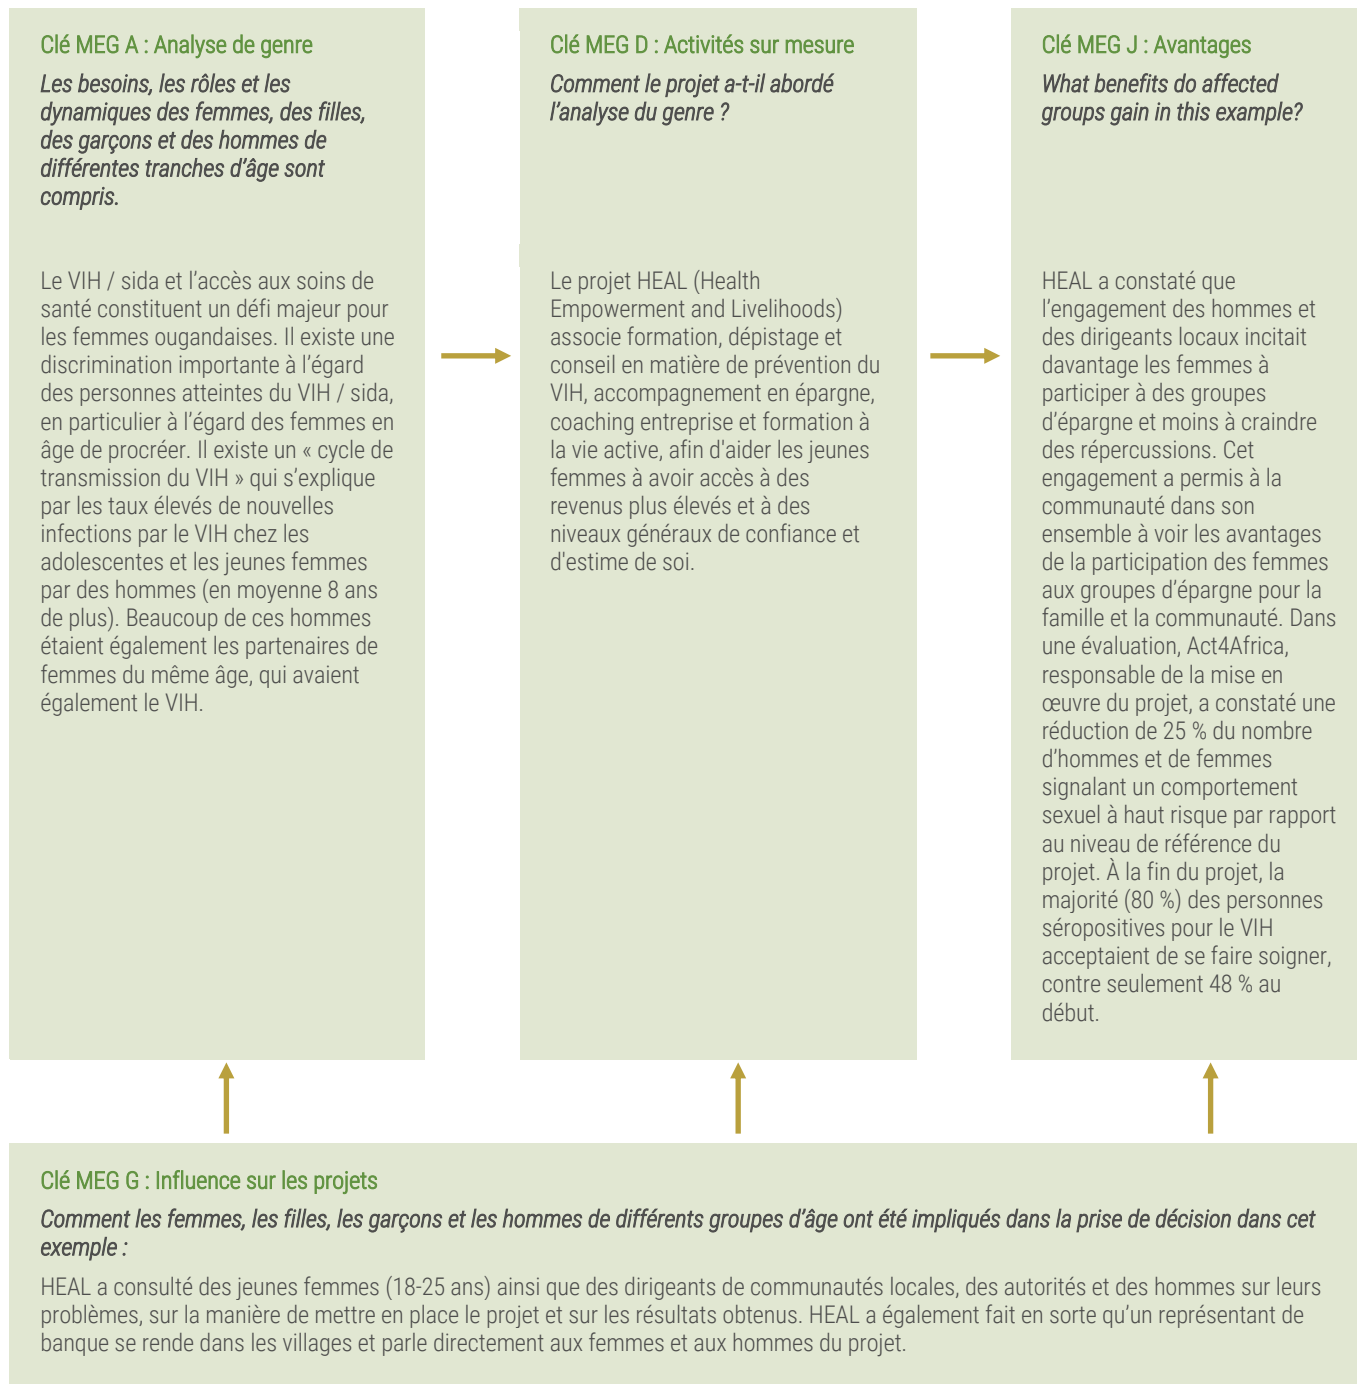 Clé MEG A : Analyse de genre
Les besoins, les rôles et les
dynamiques des femmes, des filles,
des garçons et des hommes de
différentes tranches d’âge sont
compris.
Le VIH / sida et l’accès aux soins de
santé constituent un défi majeur pour
les femmes ougandaises. Il existe une
discrimination importante à l’égard
des personnes atteintes du VIH / sida,
en particulier à l’égard des femmes en
âge de procréer. Il existe un « cycle de
transmission du VIH » qui s’explique
par les taux élevés de nouvelles
infections par le VIH chez les
adolescentes et les jeunes femmes
par des hommes (en moyenne 8 ans
de plus). Beaucoup de ces hommes
étaient également les partenaires de
femmes du même âge, qui avaient
également le VIH.
Clé MEG D : Activités sur mesure
Comment le projet a-t-il abordé
l’analyse du genre ?
Le projet HEAL (Health
Empowerment and Livelihoods)
associe formation, dépistage et
conseil en matière de prévention du
VIH, accompagnement en épargne,
coaching entreprise et formation à
la vie active, afin d'aider les jeunes
femmes à avoir accès à des
revenus plus élevés et à des
niveaux généraux de confiance et
d'estime de soi.
Clé MEG J : Avantages
What benefits do affected
groups gain in this example?
HEAL a constaté que
l’engagement des hommes et
des dirigeants locaux incitait
davantage les femmes à
participer à des groupes
d’épargne et moins à craindre
des répercussions. Cet
engagement a permis à la
communauté dans son
ensemble à voir les avantages
de la participation des femmes
aux groupes d’épargne pour la
famille et la communauté. Dans
une évaluation, Act4Africa,
responsable de la mise en
œuvre du projet, a constaté une
réduction de 25 % du nombre
d’hommes et de femmes
signalant un comportement
sexuel à haut risque par rapport
au niveau de référence du
projet. À la fin du projet, la
majorité (80 %) des personnes
séropositives pour le VIH
acceptaient de se faire soigner,
contre seulement 48 % au
début.
Clé MEG G : Influence sur les projets
Comment les femmes, les filles, les garçons et les hommes de différents groupes d’âge ont été impliqués dans la prise de décision dans cet
exemple :
HEAL a consulté des jeunes femmes (18-25 ans) ainsi que des dirigeants de communautés locales, des autorités et des hommes sur leurs
problèmes, sur la manière de mettre en place le projet et sur les résultats obtenus. HEAL a également fait en sorte qu’un représentant de
banque se rende dans les villages et parle directement aux femmes et aux hommes du projet.